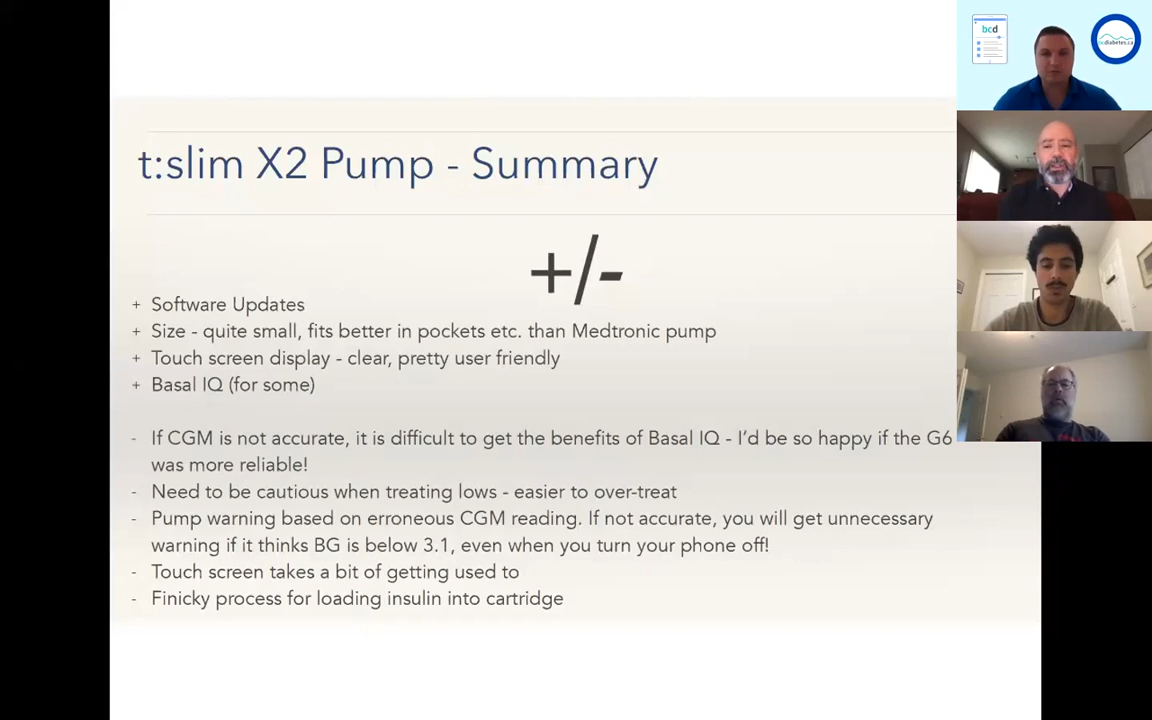 bcd
bcdiabetes.ca
t:slim X2 Pump - Summary
+/-
+ Software Updates
+ Size - quite small, fits better in pockets etc. than Medtronic pump
+ Touch screen display - clear, pretty user friendly
+ Basal IQ (for some)
- If CGM is not accurate, it is difficult to get the benefits of Basal IQ - I'd be so happy if the G6
was more reliable!
- Need to be cautious when treating lows - easier to over-treat
- Pump warning based on erroneous CGM reading. If not accurate, you will get unnecessary
warning if it thinks BG is below 3.1, even when you turn your phone off!
- Touch screen takes a bit of getting used to
- Finicky process for loading insulin into cartridge